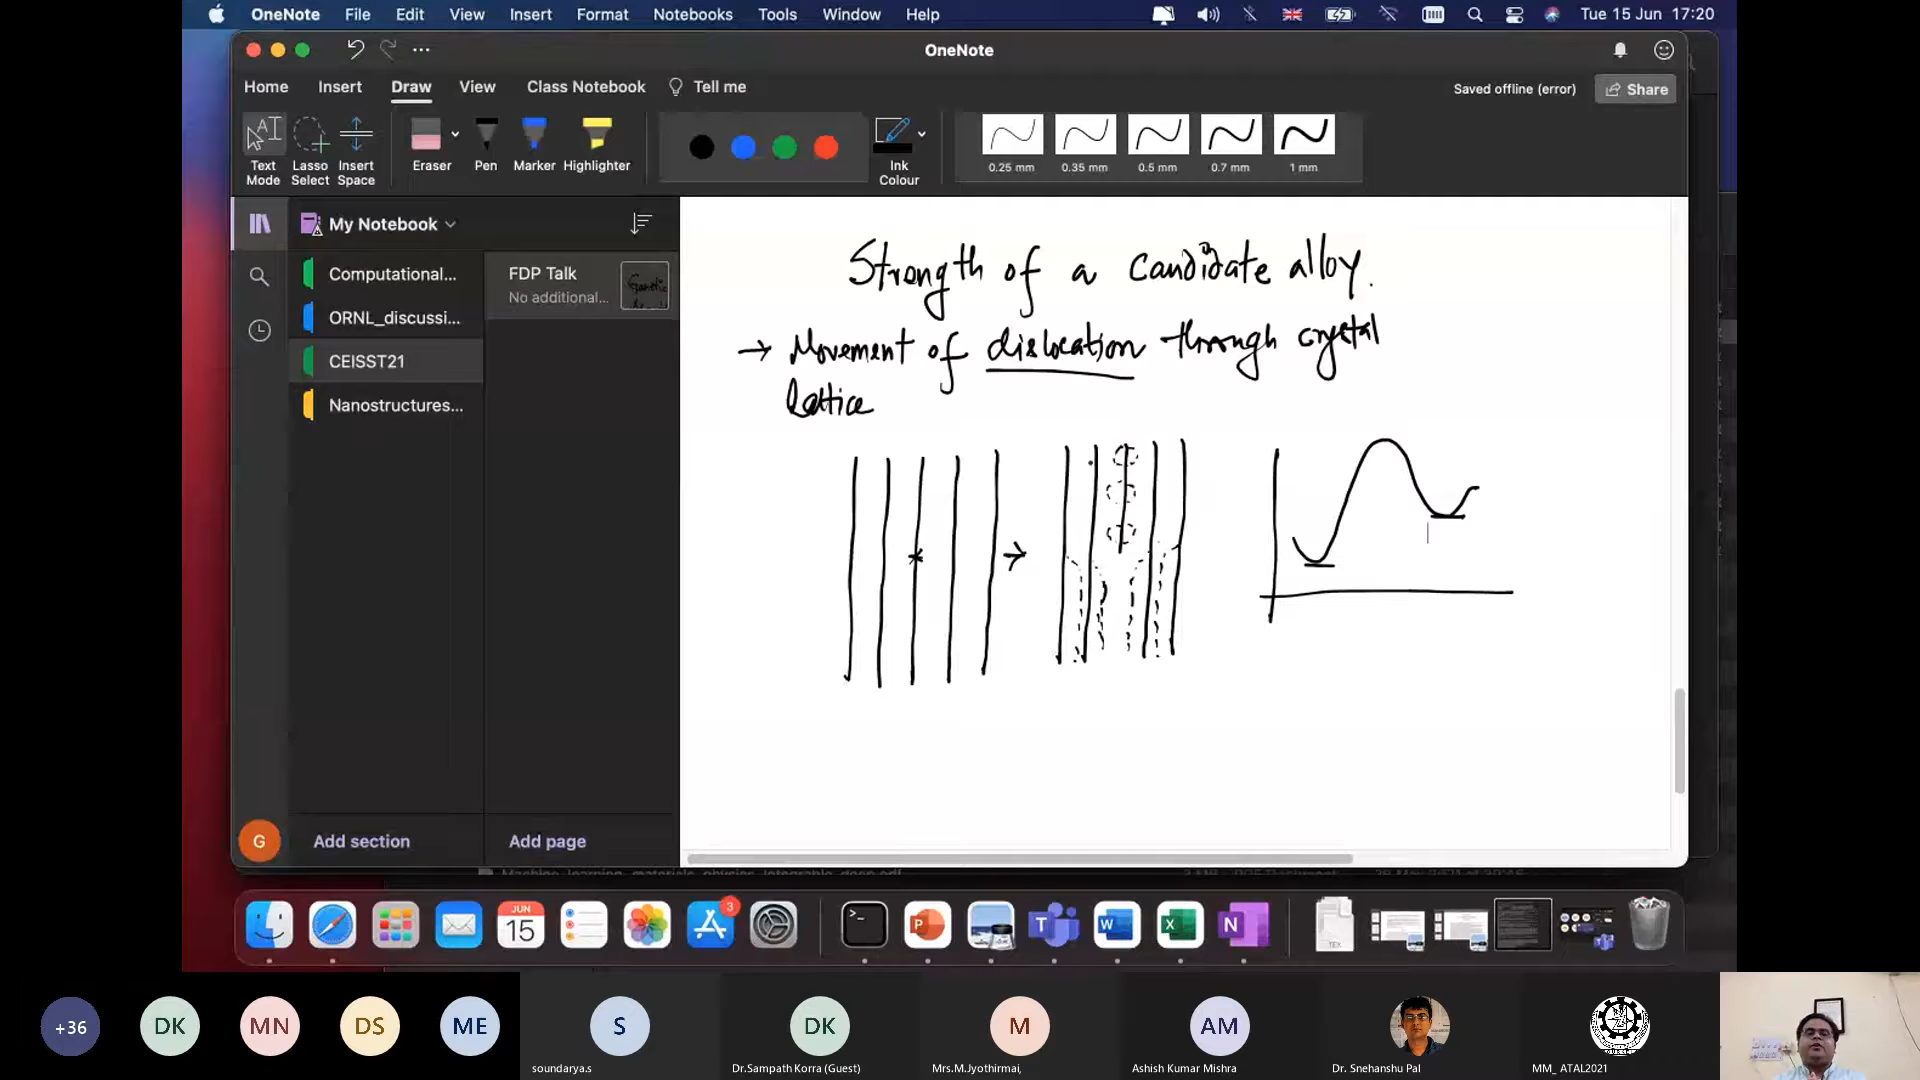 OneNote File Edit View Insert Format Notebooks Tools Window Help
Tue 15 Jun 17:20
OneNote
Home Insert Draw View Class Notebook Tell me
Saved offline (error)
Share
Text Mode
Lasso Select
Insert Space
Eraser
Pen
Marker
Highlighter
Ink Colour
0.25 mm
0.35 mm
0.5 mm
0.7 mm
1 mm
My Notebook
Computational...
ORNL_discussi...
CEISST21
Nanostructures...
FDP Talk
No additional...
Strength of a candidate alloy.
→ Movement of dislocation through crystal
lattice
G
Add section
Add page
3
JUN
15
P
T
W
X
N
TEX
+36
DK
MN
DS
ME
S
DK
M
AM
soundarya.s
Dr.Sampath Korra (Guest)
Mrs.M.Jyothirmai,
Ashish Kumar Mishra
Dr. Snehanshu Pal
MM_ ATAL2021